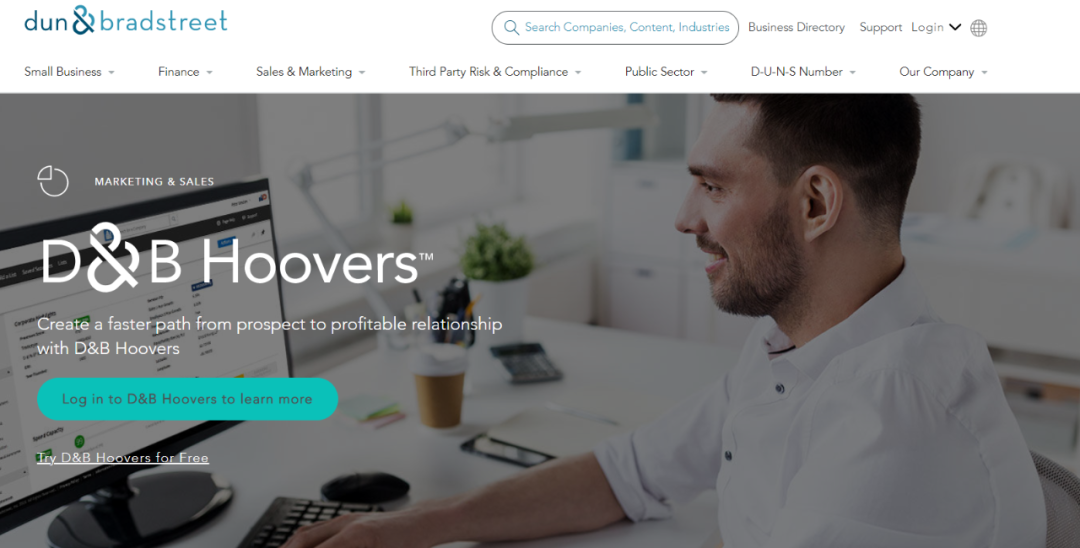 dun & bradstreet
Search Companies, Content, Industries
Business Directory
Support
Login
Small Business
Finance
Sales & Marketing
Third Party Risk & Compliance
Public Sector
D-U-N-S Number
Our Company
MARKETING & SALES
D&B Hoovers™
Create a faster path from prospect to profitable relationship
with D&B Hoovers
Log in to D&B Hoovers to learn more
Try D&B Hoovers for Free